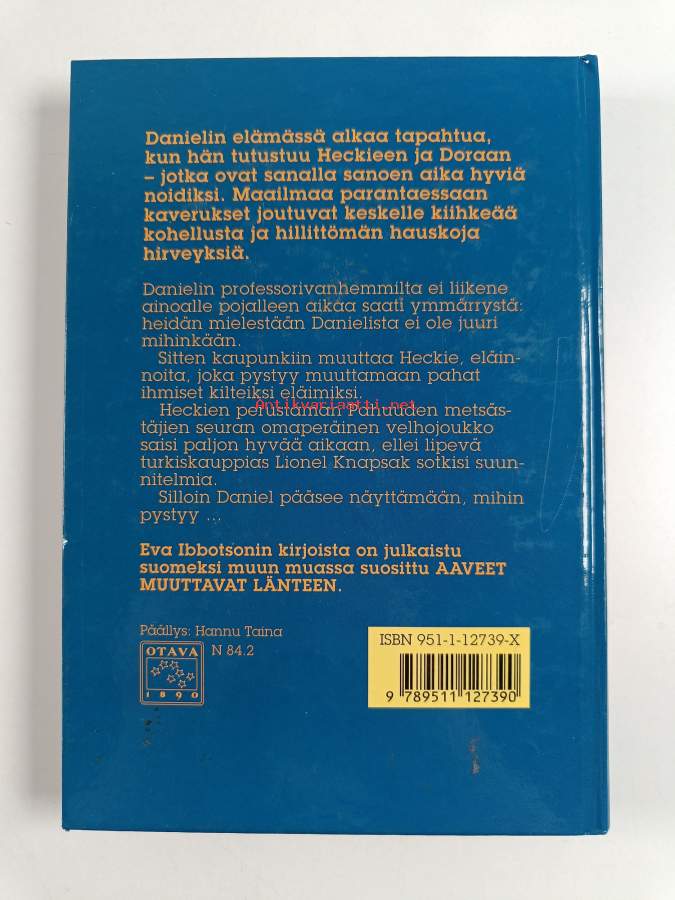 Danielin elämässä alkaa tapahtua,
kun hän tutustuu Heckieen ja Doraan
– jotka ovat sanalla sanoen aika hyviä
noidiksi. Maailmaa parantaessaan
kaverukset joutuvat keskelle kiihkeää
kohellusta ja hillittömän hauskoja
hirveyksiä.
Danielin professorivanhemmilta ei liikene
ainoalle pojalleen aikaa saati ymmärrystä:
heidän mielestään Danielista ei ole juuri
mihinkään.
Sitten kaupunkiin muuttaa Heckie, eläin-
noita, joka pystyy muuttamaan pahat
ihmiset kilteiksi eläimiksi.
Antikvariaatti.net
Heckien perustaman Pahuuden metsäs-
täjien seuran omaperäinen velhojoukko
saisi paljon hyvää aikaan, ellei lipevä
turkiskauppias Lionel Knapsak sotkisi suun-
nitelmia.
Silloin Daniel pääsee näyttämään, mihin
pystyy ...
Eva Ibbotsonin kirjoista on julkaistu
suomeksi muun muassa suosittu AAVEET
MUUTTAVAT LÄNTEEN.
Päällys: Hannu Taina
OTAVA
1890
N 84.2
ISBN 951-1-12739-X
9 789511 127390